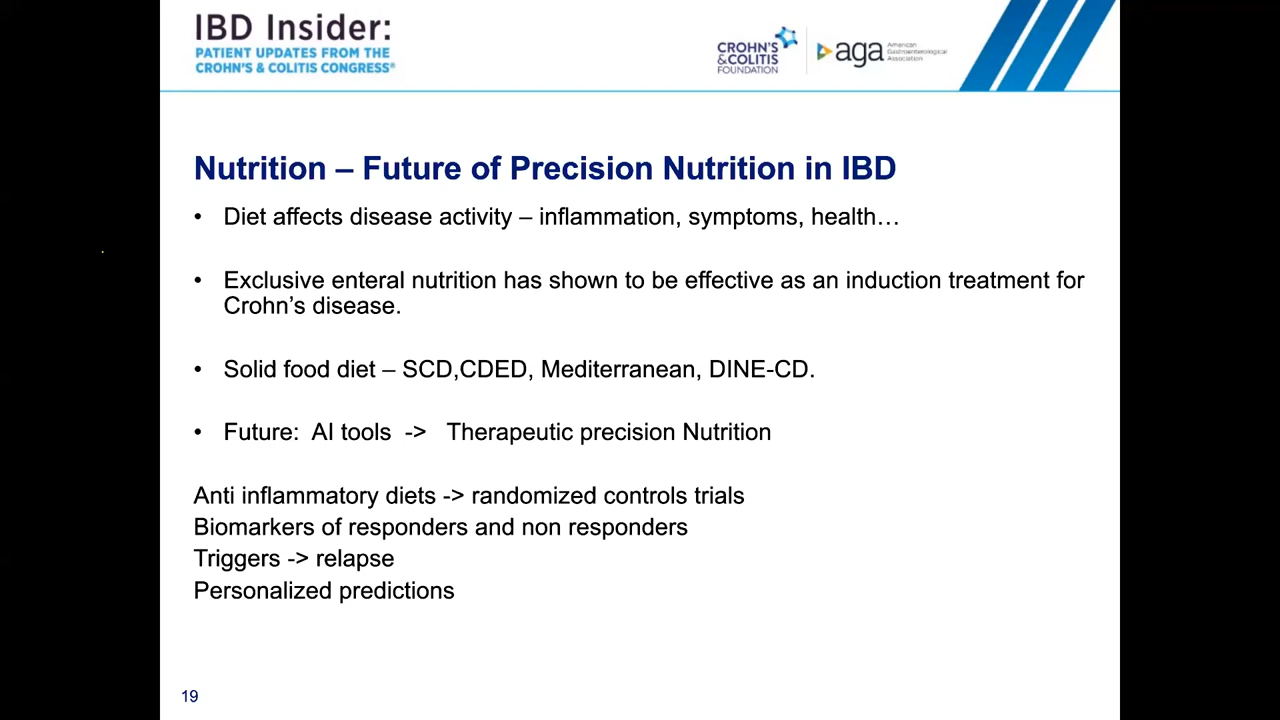 IBD Insider:
PATIENT UPDATES FROM THE
CROHN'S & COLITIS CONGRESS®
CROHN'S
& COLITIS
FOUNDATION
aga
American
Gastroenterological
Association
Nutrition – Future of Precision Nutrition in IBD
• Diet affects disease activity – inflammation, symptoms, health…
• Exclusive enteral nutrition has shown to be effective as an induction treatment for
Crohn's disease.
• Solid food diet – SCD,CDED, Mediterranean, DINE-CD.
• Future: AI tools -> Therapeutic precision Nutrition
Anti inflammatory diets -> randomized controls trials
Biomarkers of responders and non responders
Triggers -> relapse
Personalized predictions
19